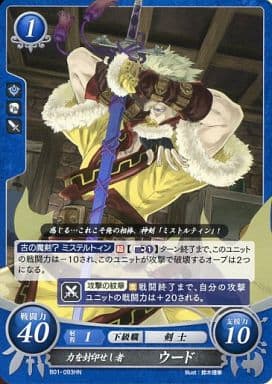 1
1
感じる…これこそ俺の相棒、神剣「ミストルティン」!
古の魔剣? ミステルトィン 起【1】ターン終了まで、このユニット
の戦闘力は−10され、このユニットが攻撃で破壊するオーブは2つ
になる。
攻撃の紋章 戦闘終了まで、自分の攻撃
ユニットの戦闘力は+20される。
戦闘力
40
射程 1 下級職 剣士
支援力
10
力を封印せし者 ウード
B01-093HN
Illust：鈴木理華